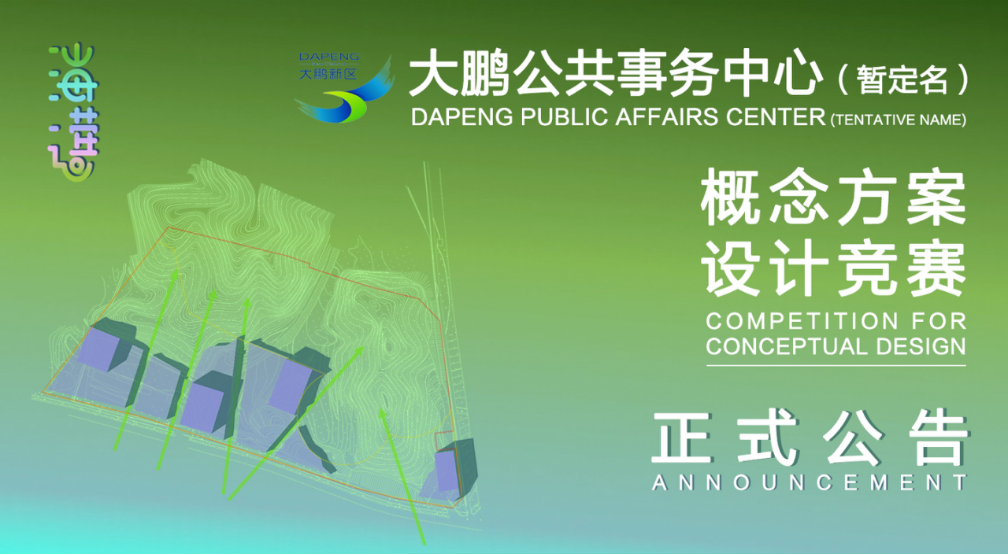 DAPENG
大鹏新区
大鹏公共事务中心（暂定名）
DAPENG PUBLIC AFFAIRS CENTER (TENTATIVE NAME)
概念方案
设计竞赛
COMPETITION FOR
CONCEPTUAL DESIGN
正式公告
ANNOUNCEMENT